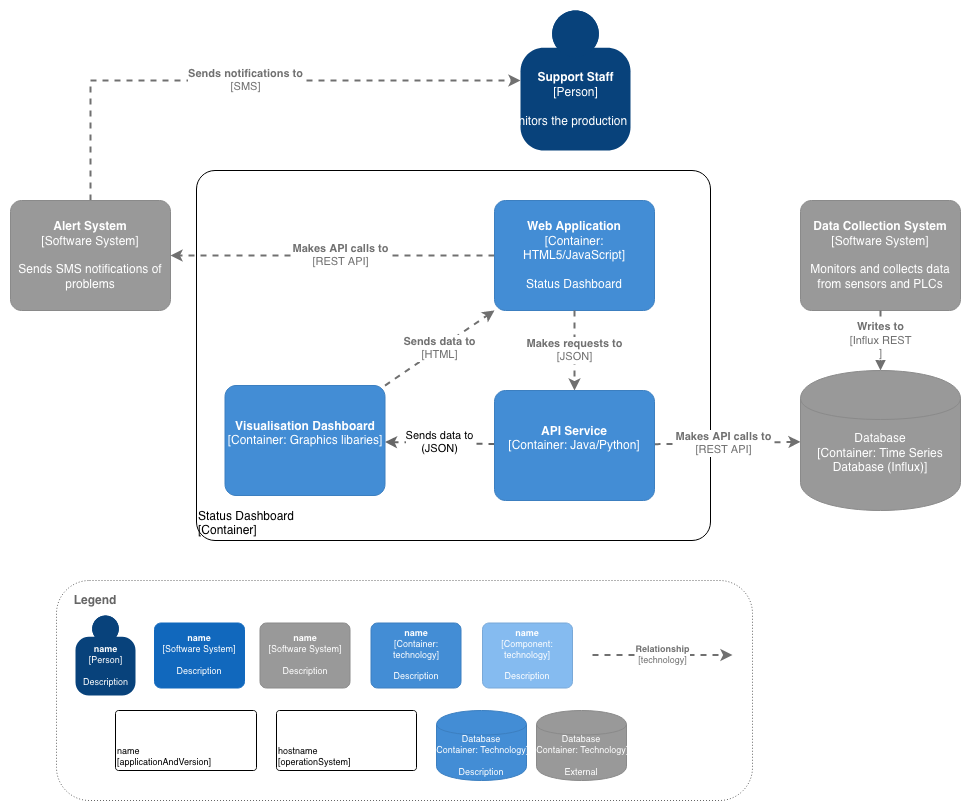 Sends notifications to
[SMS]
Support Staff
[Person]
nitors the production
Alert System
[Software System]
Sends SMS notifications of
problems
Makes API calls to
[REST API]
Web Application
[Container:
HTML5/JavaScript]
Status Dashboard
Data Collection System
[Software System]
Monitors and collects data
from sensors and PLCs
Sends data to
[HTML]
Makes requests to
[JSON]
Writes to
[Influx REST
]
Visualisation Dashboard
[Container: Graphics libaries]
Sends data to
(JSON)
API Service
[Container: Java/Python]
Makes API calls to
[REST API]
Database
[Container: Time Series
Database (Influx)]
Status Dashboard
[Container]
Legend
name
[Person]
Description
name
[Software System]
Description
name
[Software System]
Description
name
[Container:
technology]
Description
name
[Component:
technology]
Description
Relationship
[technology]
name
[applicationAndVersion]
hostname
[operationSystem]
Database
Container: Technology]
Description
Database
Container: Technology]
External